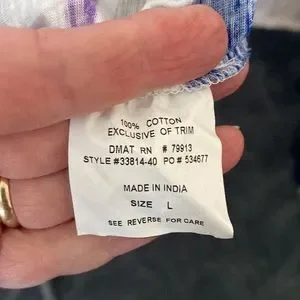 100% COTTON
EXCLUSIVE OF TRIM
DMAT RN # 79913
STYLE #33814-40 PO # 534677
MADE IN INDIA
SIZE L
SEE REVERSE FOR CARE